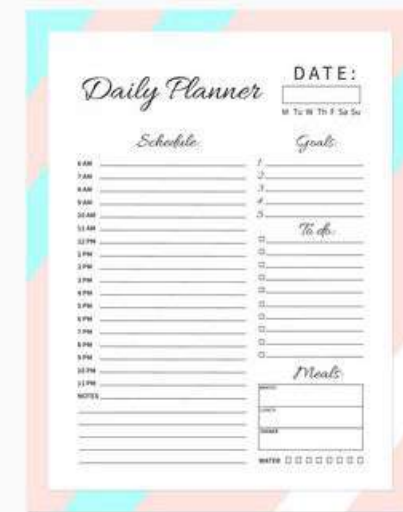 Daily Planner
DATE:
M Tu W Th F Sa Su
Schedule:
6 AM
7 AM
8 AM
9 AM
10 AM
11 AM
12 PM
1 PM
2 PM
3 PM
4 PM
5 PM
6 PM
7 PM
8 PM
9 PM
10 PM
11 PM
NOTES
Goals:
1.
2.
3.
4.
5.
To do:
Meals:
LUNCH
DINNER
WATER